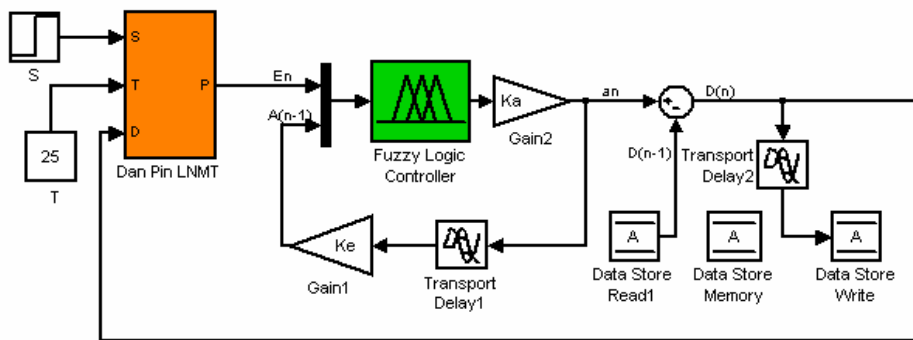 S
S
T
D
P
25
T
Dan Pin LNMT
En
A(n-1)
Fuzzy Logic
Controller
Ka
Gain2
an
+
-
D(n)
D(n-1)
Transport
Delay2
Ke
Gain1
Transport
Delay1
A
Data Store
Read1
A
Data Store
Memory
A
Data Store
Write